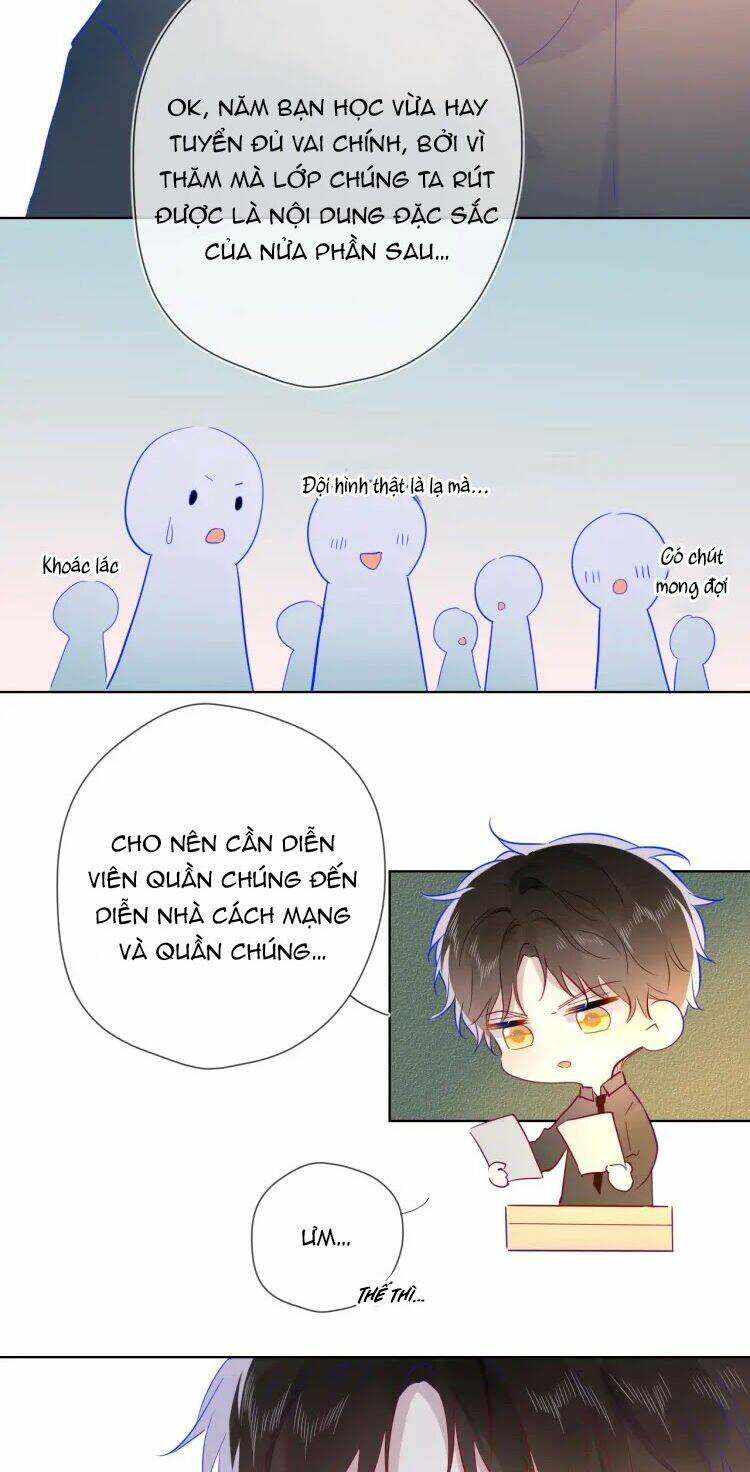 OK, NĂM BẠN HỌC VỪA HAY
TUYỂN ĐỦ VAI CHÍNH, BỞI VÌ
THĂM MÀ LỚP CHÚNG TA RÚT
ĐƯỢC LÀ NỘI DUNG ĐẶC SẮC
CỦA NỬA PHẦN SAU...
Đội hình thật là lạ mà...
Khoác lác
Có chút
mong đợi
CHO NÊN CẦN DIỄN
VIÊN QUẦN CHÚNG ĐẾN
DIỄN NHÀ CÁCH MẠNG
VÀ QUẦN CHÚNG...
ƯM...
THẾ THÌ...